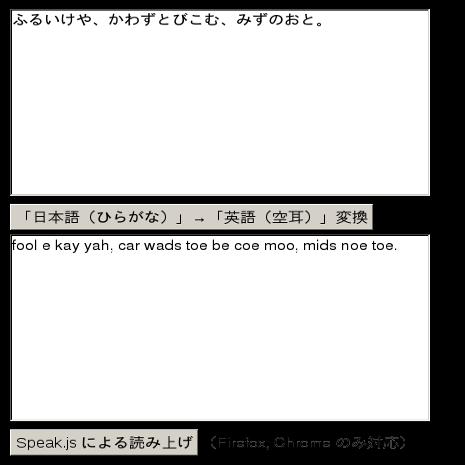 ふるいけや、かわずとびこむ、みずのおと。
「日本語（ひらがな）」→「英語（空耳）」変換
fool e kay yah, car wads toe be coe moo, mids noe toe.
Speak.js による読み上げ （Firefox, Chrome のみ対応）